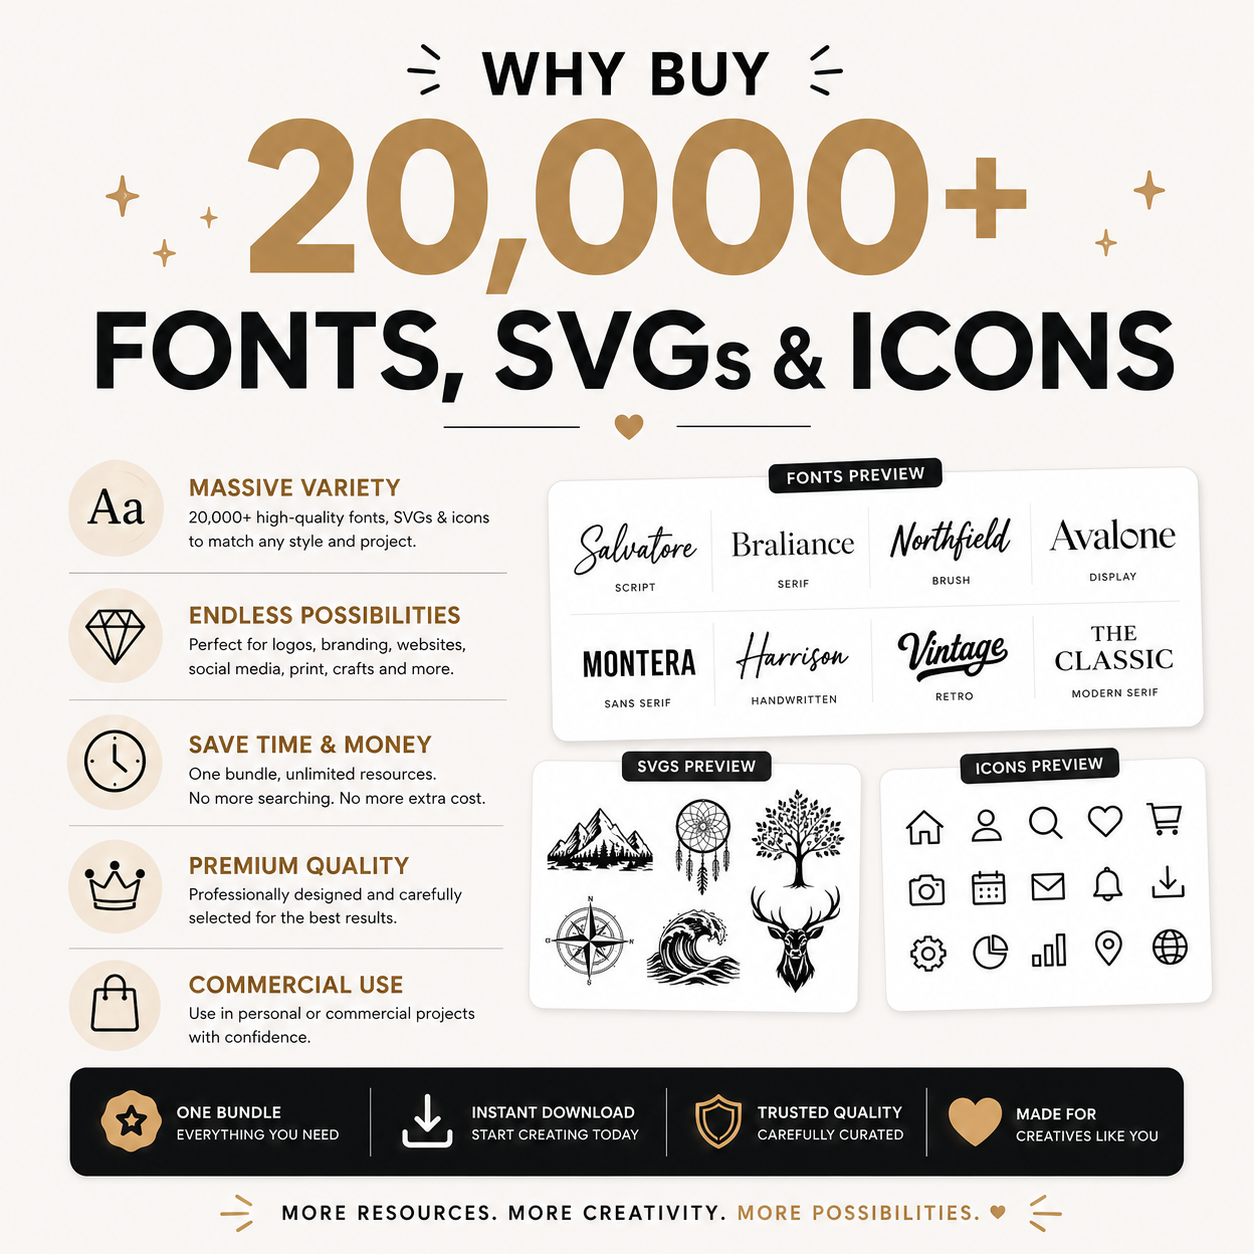 WHY BUY
20,000+
FONTS, SVGs & ICONS
Aa
MASSIVE VARIETY
20,000+ high-quality fonts, SVGs & icons
to match any style and project.
ENDLESS POSSIBILITIES
Perfect for logos, branding, websites,
social media, print, crafts and more.
SAVE TIME & MONEY
One bundle, unlimited resources.
No more searching. No more extra cost.
PREMIUM QUALITY
Professionally designed and carefully
selected for the best results.
COMMERCIAL USE
Use in personal or commercial projects
with confidence.
FONTS PREVIEW
Salvatore
SCRIPT
Braliance
SERIF
Northfield
BRUSH
Avalone
DISPLAY
MONTERA
SANS SERIF
Harrison
HANDWRITTEN
Vintage
RETRO
THE
CLASSIC
MODERN SERIF
SVGS PREVIEW
N
S
ICONS PREVIEW
ONE BUNDLE
EVERYTHING YOU NEED
INSTANT DOWNLOAD
START CREATING TODAY
TRUSTED QUALITY
CAREFULLY CURATED
MADE FOR
CREATIVES LIKE YOU
MORE RESOURCES. MORE CREATIVITY. MORE POSSIBILITIES.